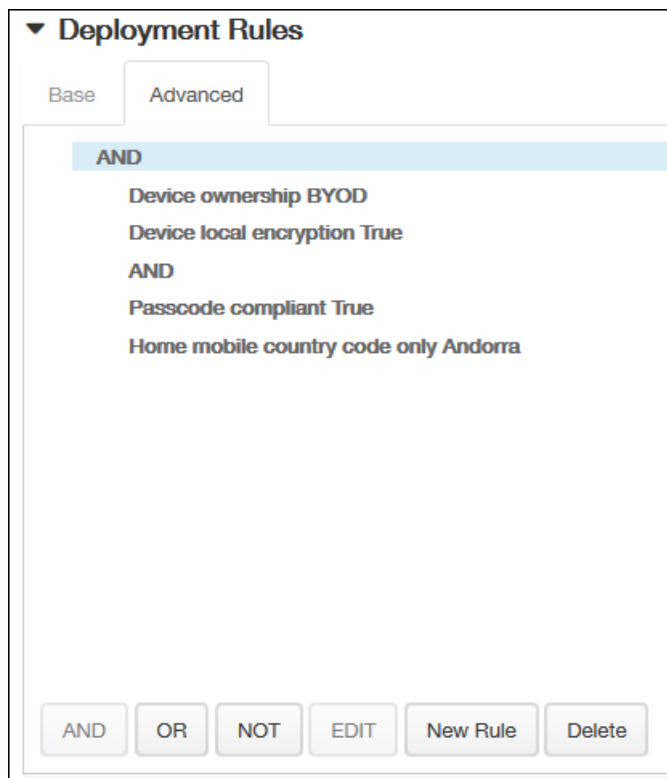 Deployment Rules
Base Advanced
AND
Device ownership BYOD
Device local encryption True
AND
Passcode compliant True
Home mobile country code only Andorra
AND OR NOT EDIT New Rule Delete